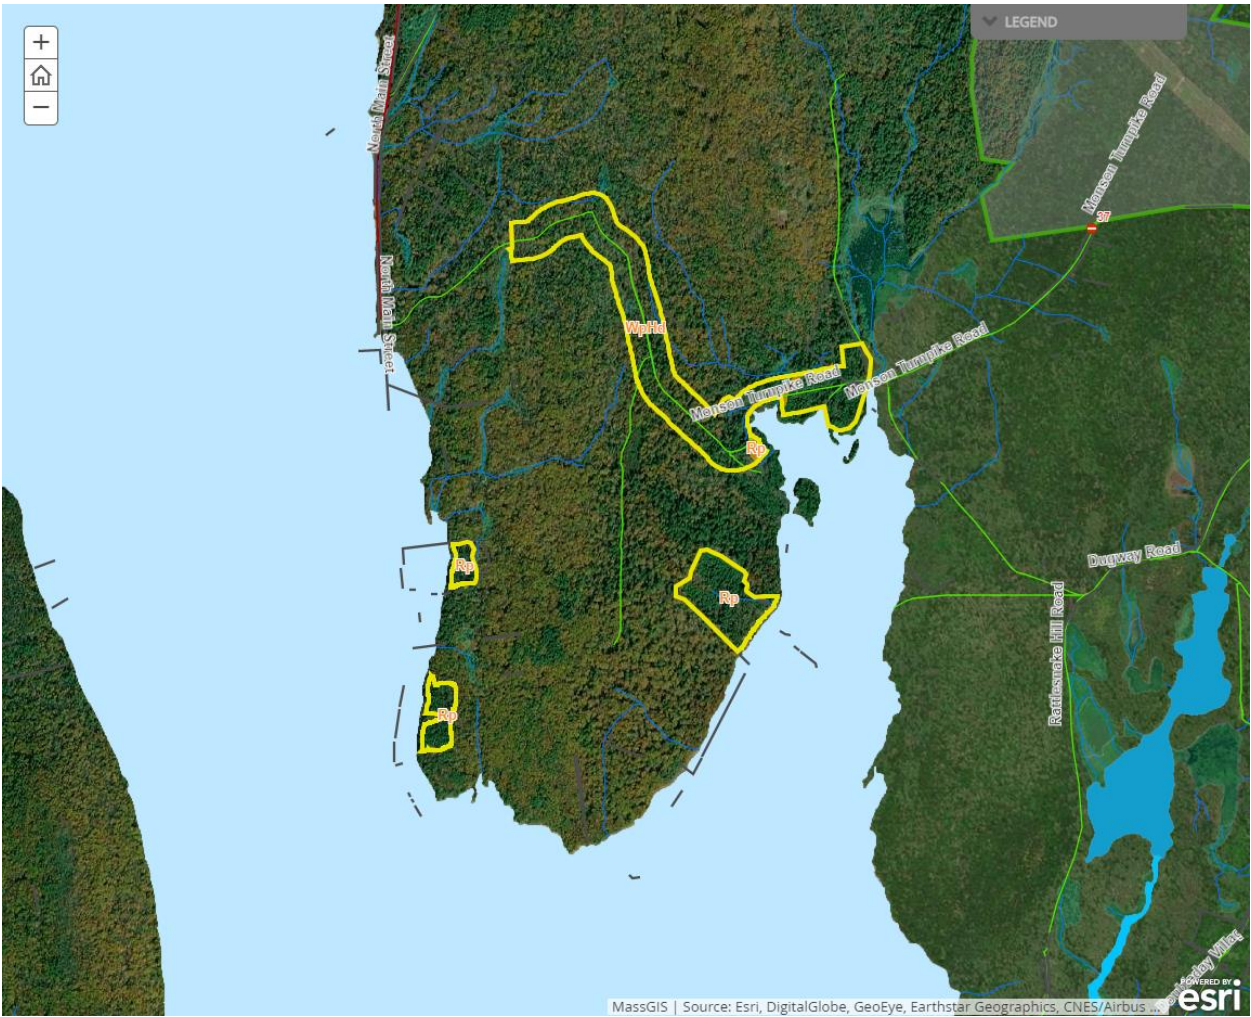 +
−
LEGEND
North Main Street
Monson Turnpike Road
37
North Main Street
WpHd
Monson Turnpike Road
Monson Turnpike Road
Rp
Dugway Road
Rp
Rp
Rattlesnake Hill Road
Rp
POWERED BY
esri
MassGIS | Source: Esri, DigitalGlobe, GeoEye, Earthstar Geographics, CNES/Airbus ...